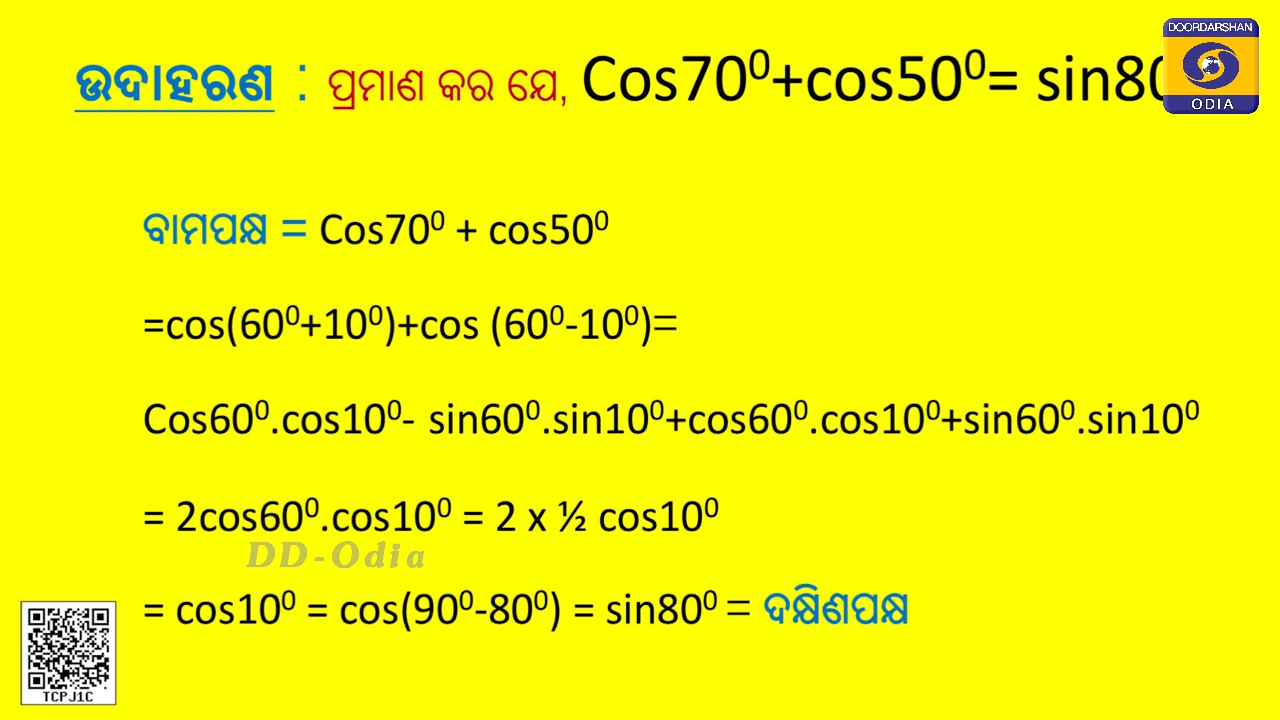 DOORDARSHAN
ଉଦାହରଣ : ପ୍ରମାଣ କର ଯେ, Cos70⁰+cos50⁰= sin80
ODIA
ବାମପକ୍ଷ = Cos70⁰ + cos50⁰
=cos(60⁰+10⁰)+cos (60⁰-10⁰)=
Cos60⁰.cos10⁰- sin60⁰.sin10⁰+cos60⁰.cos10⁰+sin60⁰.sin10⁰
= 2cos60⁰.cos10⁰ = 2 x ½ cos10⁰
DD-Odia
= cos10⁰ = cos(90⁰-80⁰) = sin80⁰ = ଦକ୍ଷିଣପକ୍ଷ
TCPJ1C